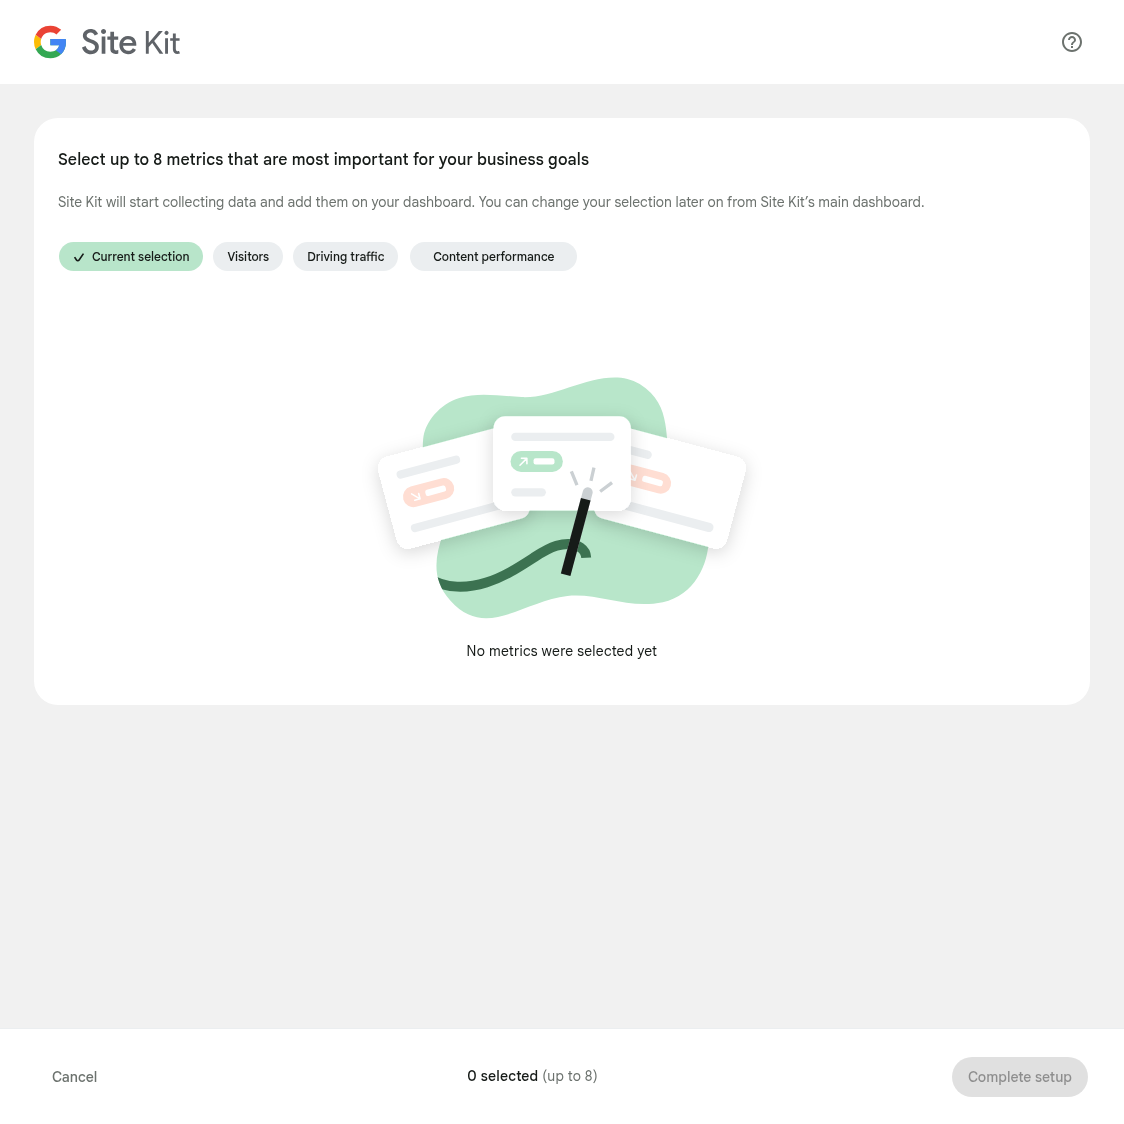 Site Kit
Select up to 8 metrics that are most important for your business goals
Site Kit will start collecting data and add them on your dashboard. You can change your selection later on from Site Kit’s main dashboard.
Current selection Visitors Driving traffic Content performance
No metrics were selected yet
Cancel 0 selected (up to 8) Complete setup